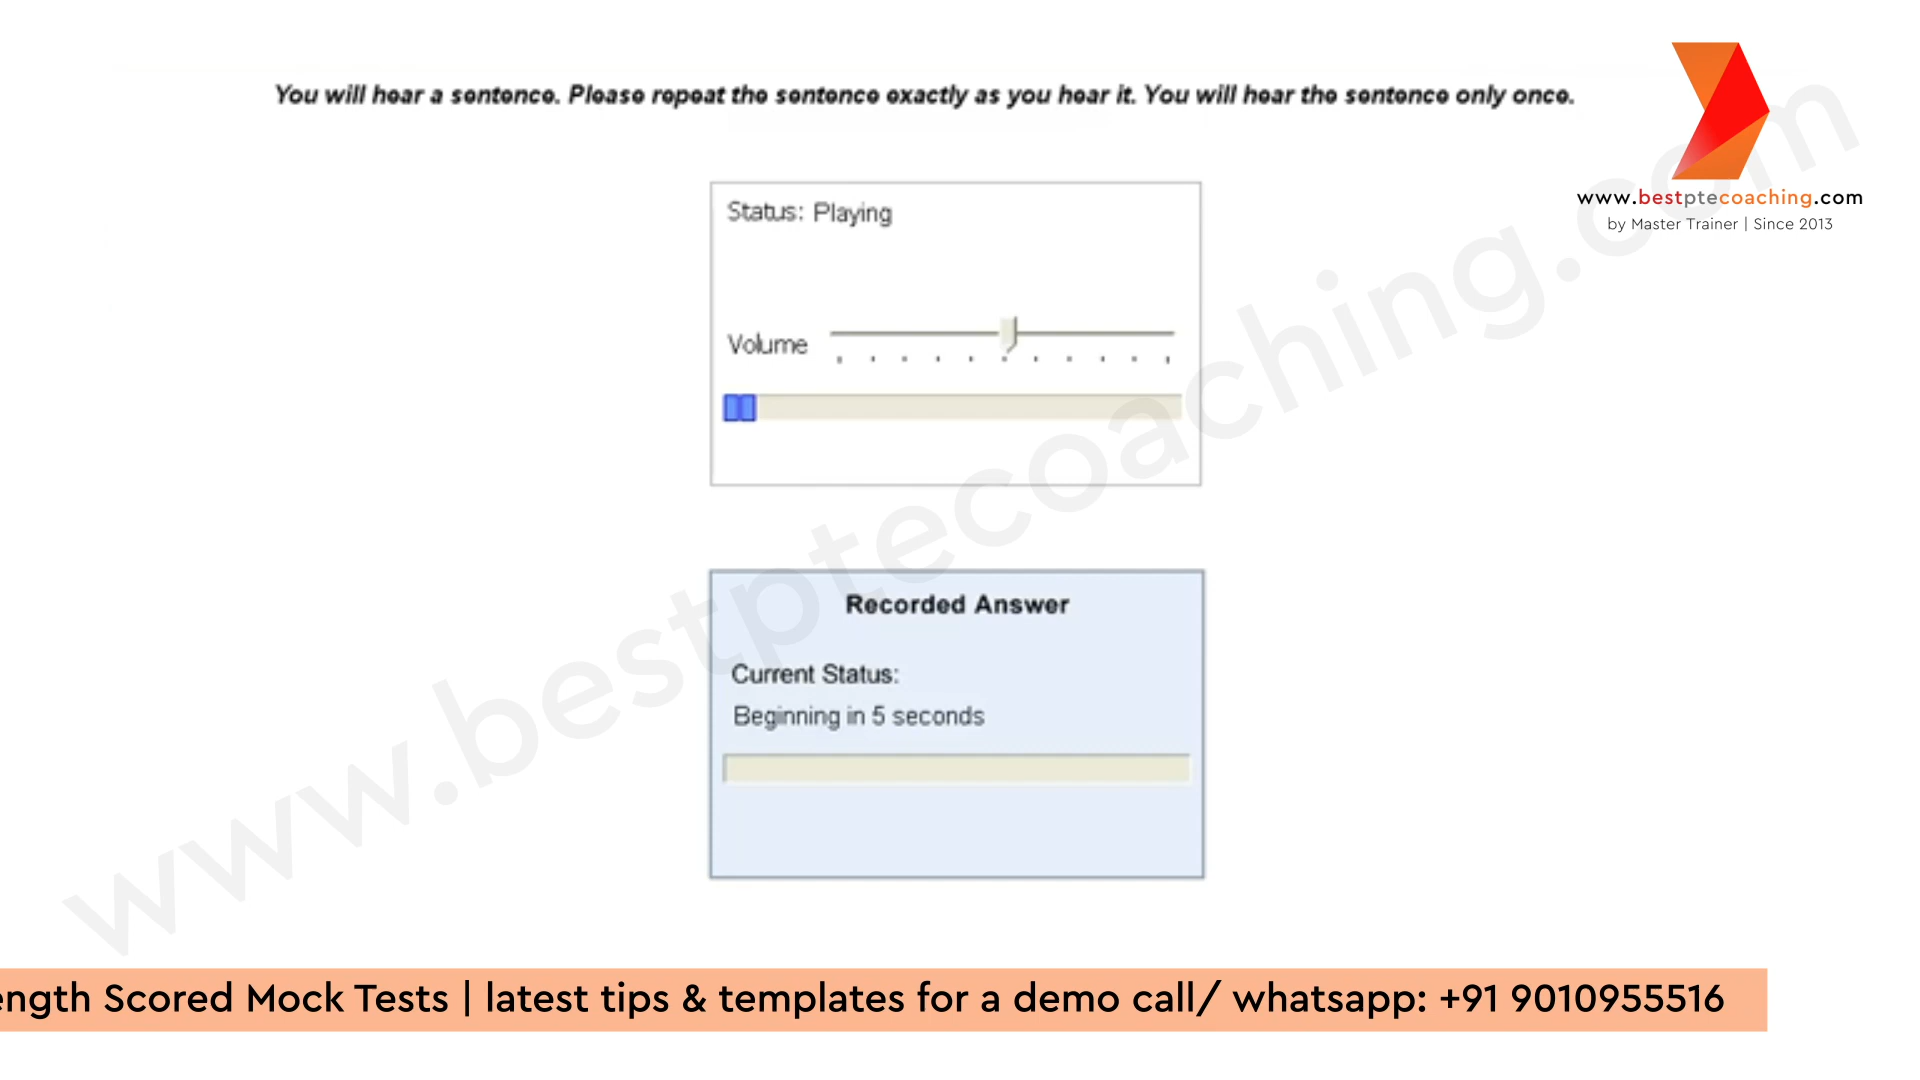 You will hear a sentence. Please repeat the sentence exactly as you hear it. You will hear the sentence only once.
www.bestptecoaching.com
by Master Trainer | Since 2013
Status: Playing
Volume
www.bestptecoaching.com
Recorded Answer
Current Status:
Beginning in 5 seconds
ength Scored Mock Tests | latest tips & templates for a demo call/ whatsapp: +91 9010955516